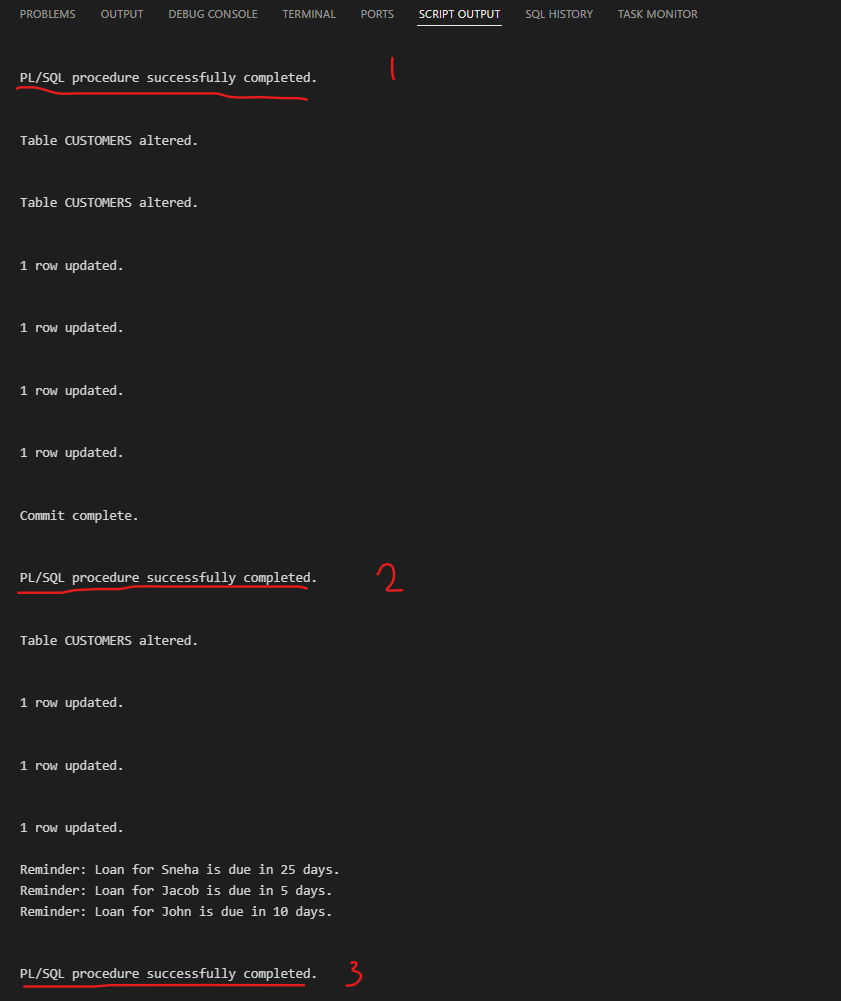 PROBLEMS OUTPUT DEBUG CONSOLE TERMINAL PORTS SCRIPT OUTPUT SQL HISTORY TASK MONITOR
PL/SQL procedure successfully completed. 1
Table CUSTOMERS altered.
Table CUSTOMERS altered.
1 row updated.
1 row updated.
1 row updated.
1 row updated.
Commit complete.
PL/SQL procedure successfully completed. 2
Table CUSTOMERS altered.
1 row updated.
1 row updated.
1 row updated.
Reminder: Loan for Sneha is due in 25 days.
Reminder: Loan for Jacob is due in 5 days.
Reminder: Loan for John is due in 10 days.
PL/SQL procedure successfully completed. 3